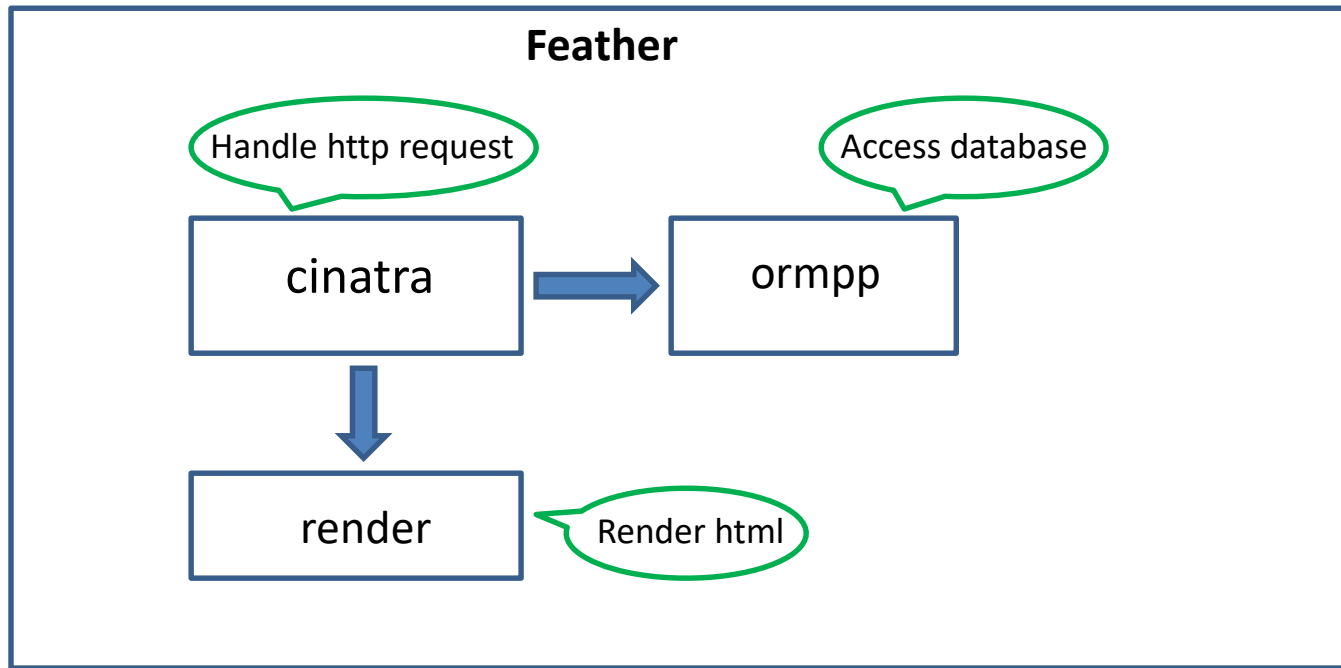 Feather
Handle http request
Access database
cinatra
ormpp
render
Render html